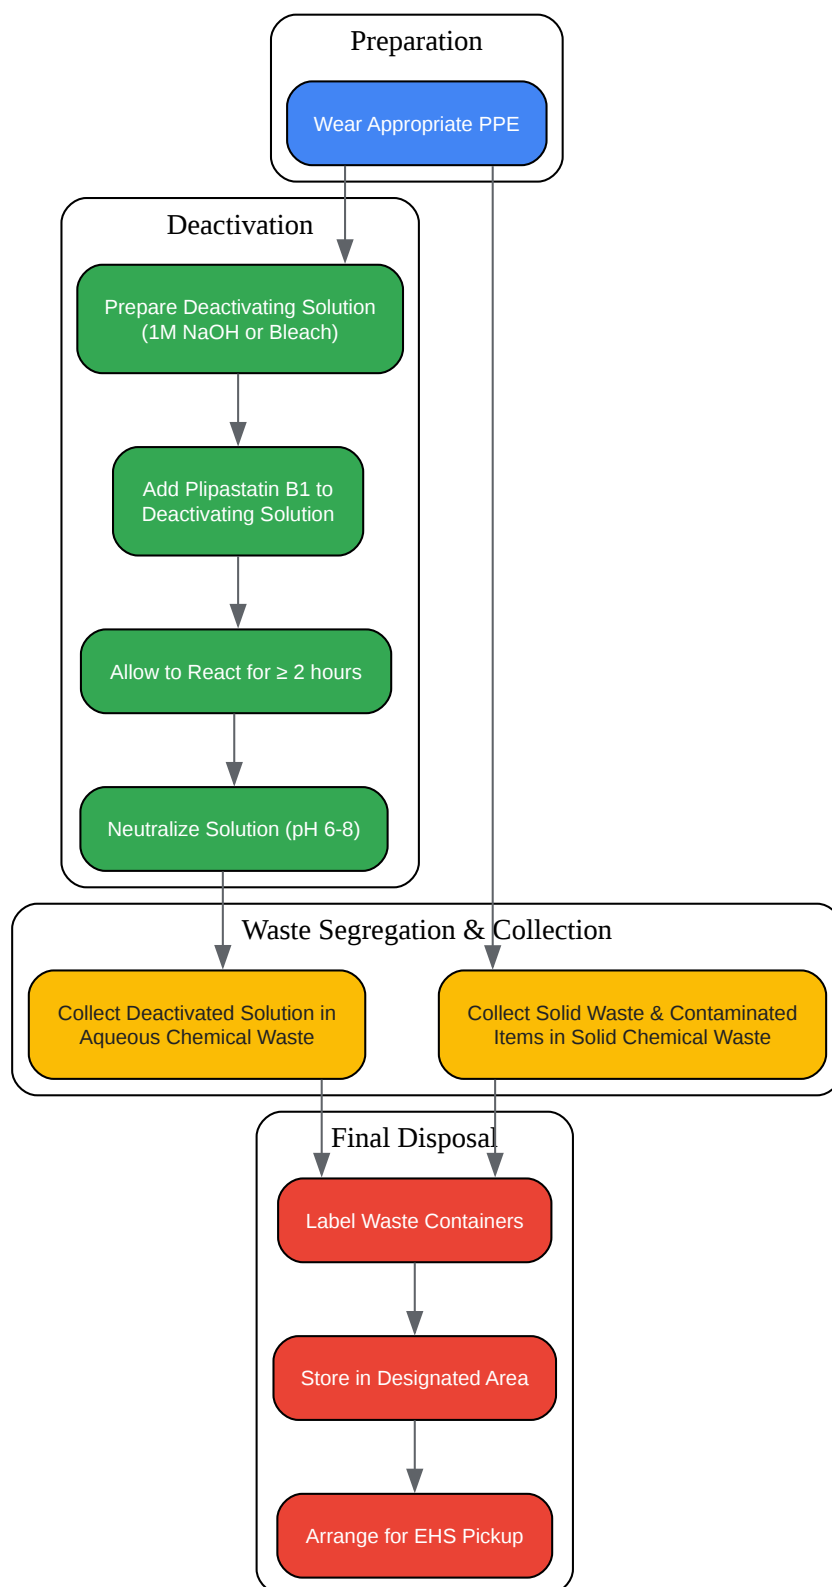 Preparation
Wear Appropriate PPE
Deactivation
Prepare Deactivating Solution
(1M NaOH or Bleach)
Add Plipastatin B1 to
Deactivating Solution
Allow to React for ≥ 2 hours
Neutralize Solution (pH 6-8)
Waste Segregation & Collection
Collect Deactivated Solution in
Aqueous Chemical Waste
Collect Solid Waste & Contaminated
Items in Solid Chemical Waste
Final Disposal
Label Waste Containers
Store in Designated Area
Arrange for EHS Pickup